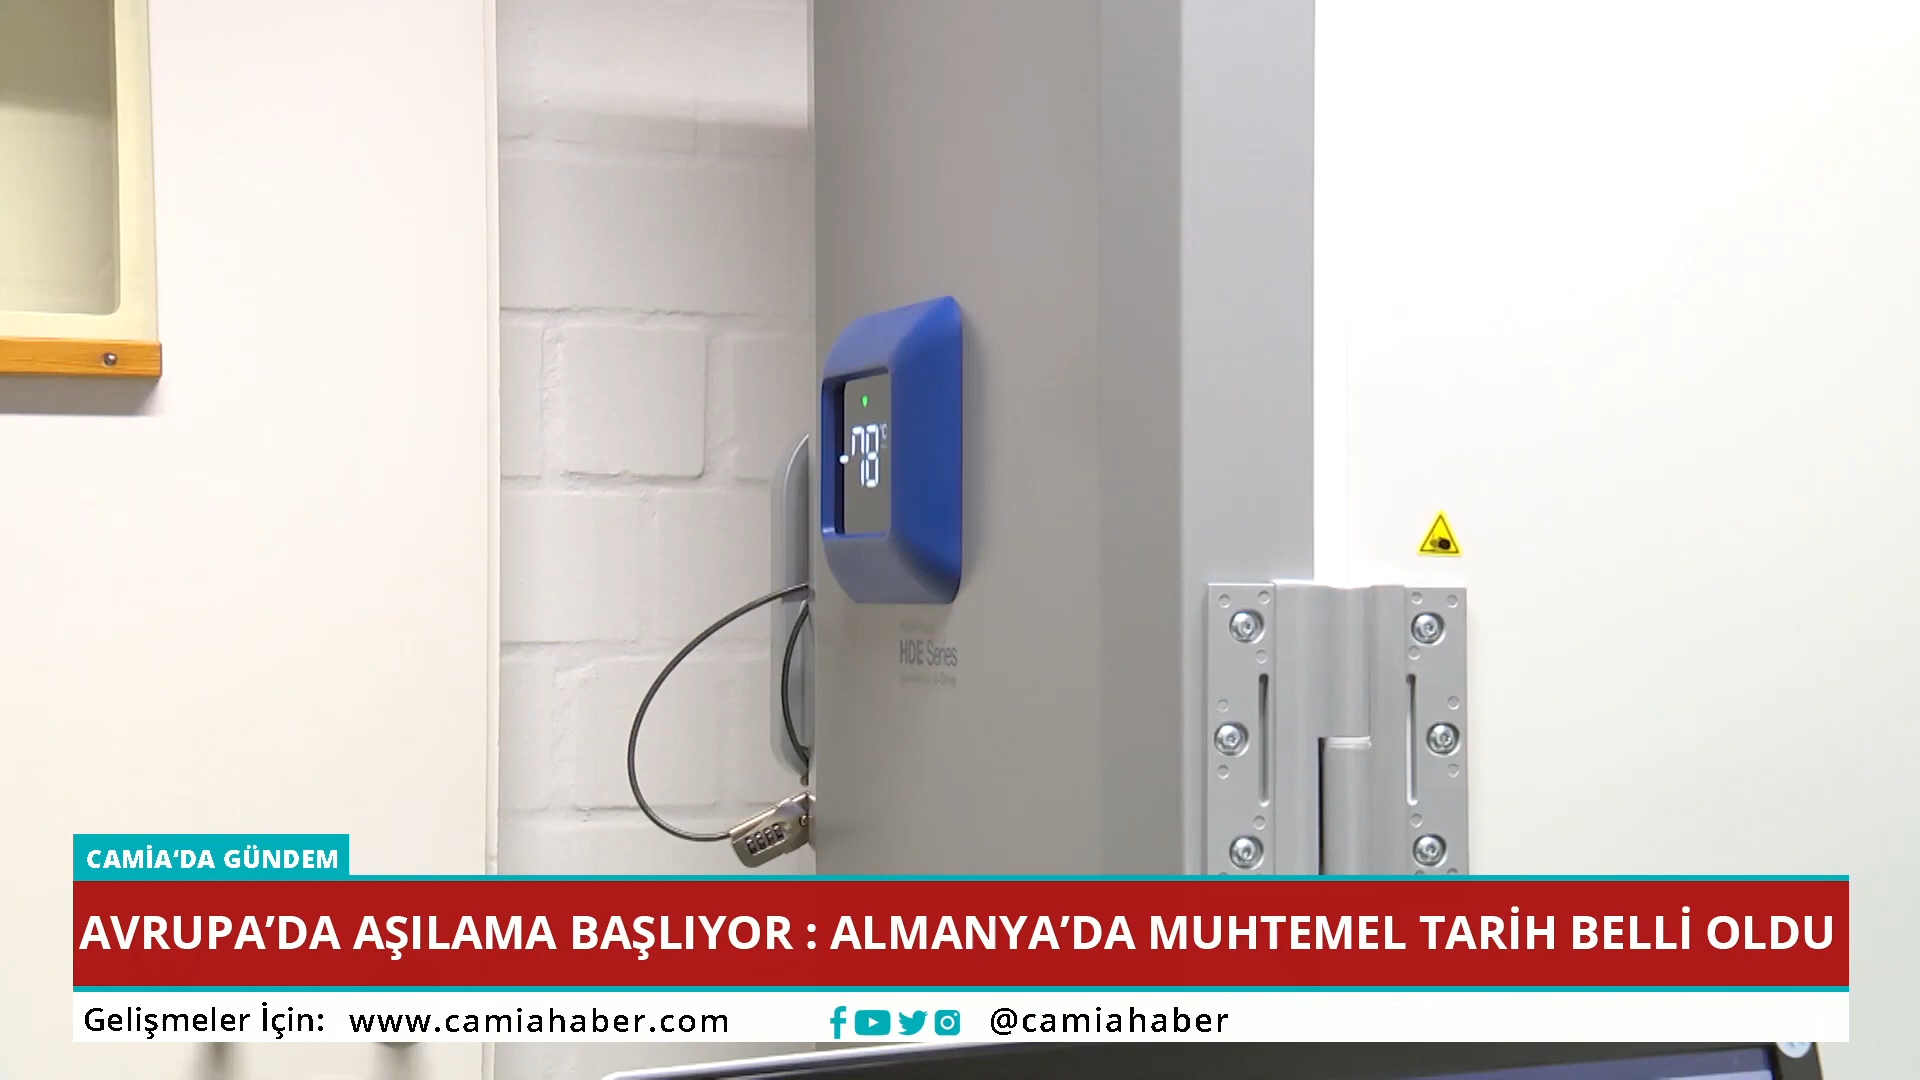 -78 °C
HDE Series
CAMİA‘DA GÜNDEM
AVRUPA’DA AŞILAMA BAŞLIYOR : ALMANYA’DA MUHTEMEL TARİH BELLİ OLDU
Gelişmeler İçin: www.camiahaber.com @camiahaber